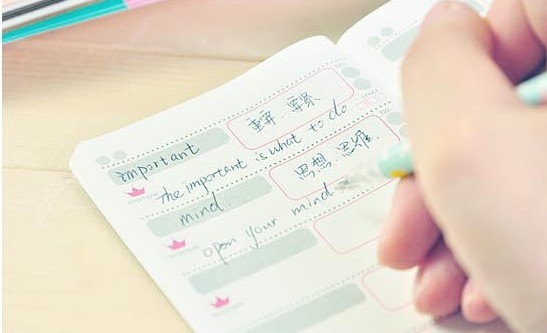 important
重要、要紧
the important is what to do
mind.
思想、思维
open your mind